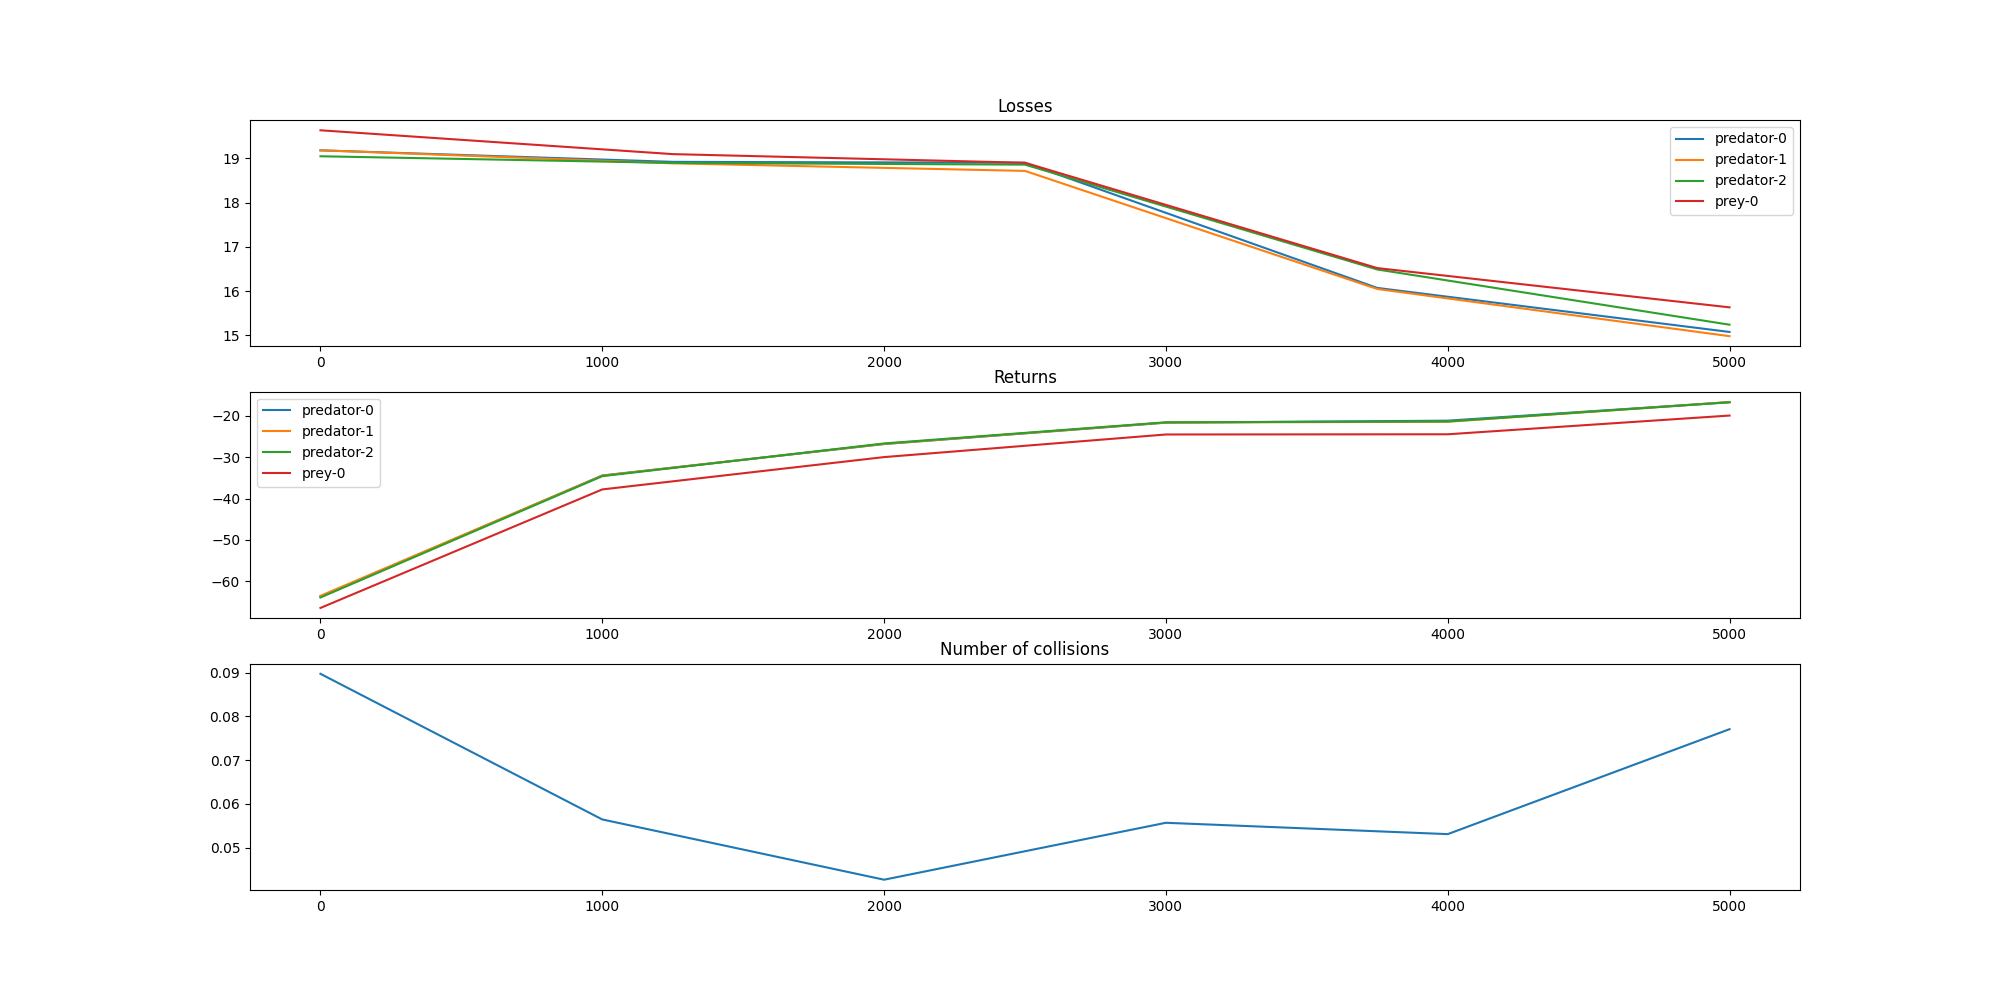 Losses
19
18
17
16
15
predator-0
predator-1
predator-2
prey-0
0 1000 2000 3000 4000 5000
Returns
−20
−30
−40
−50
−60
predator-0
predator-1
predator-2
prey-0
0 1000 2000 3000 4000 5000
Number of collisions
0.09
0.08
0.07
0.06
0.05
0 1000 2000 3000 4000 5000